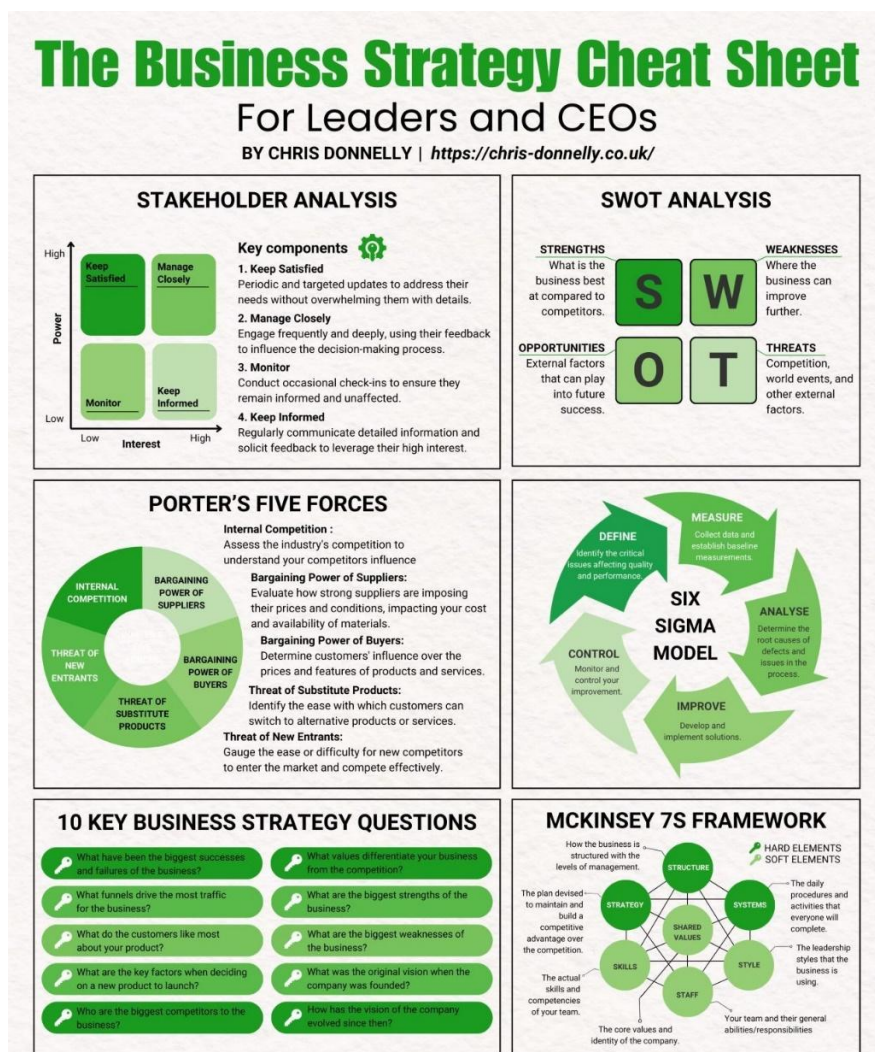 The Business Strategy Cheat Sheet
For Leaders and CEOs
BY CHRIS DONNELLY | https://chris-donnelly.co.uk/
STAKEHOLDER ANALYSIS
High
Power
Low
Keep
Satisfied
Manage
Closely
Monitor
Keep
Informed
Low
Interest
High
Key components
1. Keep Satisfied
Periodic and targeted updates to address their
needs without overwhelming them with details.
2. Manage Closely
Engage frequently and deeply, using their feedback
to influence the decision-making process.
3. Monitor
Conduct occasional check-ins to ensure they
remain informed and unaffected.
4. Keep Informed
Regularly communicate detailed information and
solicit feedback to leverage their high interest.
SWOT ANALYSIS
STRENGTHS
What is the
business best
at compared to
competitors.
S
W
WEAKNESSES
Where the
business can
improve
further.
OPPORTUNITIES
External factors
that can play
into future
success.
O
T
THREATS
Competition,
world events, and
other external
factors.
PORTER'S FIVE FORCES
INTERNAL
COMPETITION
BARGAINING
POWER OF
SUPPLIERS
THREAT OF
NEW
ENTRANTS
BARGAINING
POWER OF
BUYERS
THREAT OF
SUBSTITUTE
PRODUCTS
Internal Competition :
Assess the industry's competition to
understand your competitors influence
Bargaining Power of Suppliers:
Evaluate how strong suppliers are imposing
their prices and conditions, impacting your cost
and availability of materials.
Bargaining Power of Buyers:
Determine customers' influence over the
prices and features of products and services.
Threat of Substitute Products:
Identify the ease with which customers can
switch to alternative products or services.
Threat of New Entrants:
Gauge the ease or difficulty for new competitors
to enter the market and compete effectively.
SIX
SIGMA
MODEL
DEFINE
Identify the critical
issues affecting quality
and performance.
MEASURE
Collect data and
establish baseline
measurements.
ANALYSE
Determine the
root causes of
defects and
issues in the
process.
IMPROVE
Develop and
implement solutions.
CONTROL
Monitor and
control your
improvement.
10 KEY BUSINESS STRATEGY QUESTIONS
What have been the biggest successes
and failures of the business?
What values differentiate your business
from the competition?
What funnels drive the most traffic
for the business?
What are the biggest strengths of the
business?
What do the customers like most
about your product?
What are the biggest weaknesses of
the business?
What are the key factors when deciding
on a new product to launch?
What was the original vision when the
company was founded?
Who are the biggest competitors to the
business?
How has the vision of the company
evolved since then?
MCKINSEY 7S FRAMEWORK
HARD ELEMENTS
SOFT ELEMENTS
How the business is
structured with the
levels of management.
STRUCTURE
The plan devised
to maintain and
build a
competitive
advantage over
the competition.
STRATEGY
SYSTEMS
The daily
procedures and
activities that
everyone will
complete.
SHARED
VALUES
SKILLS
STYLE
The leadership
styles that the
business is
using.
The actual
skills and
competencies
of your team.
STAFF
Your team and their general
abilities/responsibilities
The core values and
identity of the company.